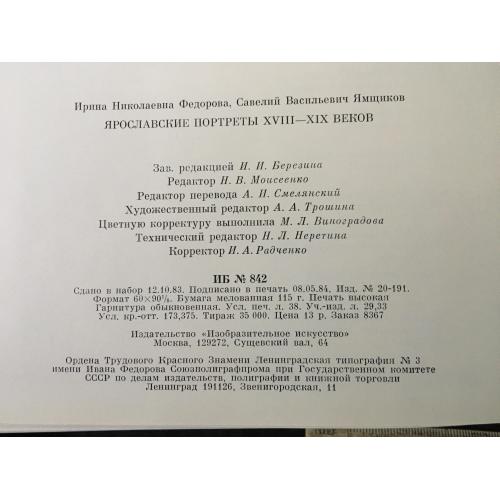 Ирина Николаевна Федорова, Савелий Васильевич Ямщиков
ЯРОСЛАВСКИЕ ПОРТРЕТЫ XVIII—XIX ВЕКОВ
Зав. редакцией И. И. Березина
Редактор Н. В. Моисеенко
Редактор перевода А. И. Смелянский
Художественный редактор А. А. Трошина
Цветную корректуру выполнила М. Л. Виноградова
Технический редактор Н. Л. Неретина
Корректор И. А. Радченко
ИБ № 842
Сдано в набор 12.10.83. Подписано в печать 08.05.84. Изд. № 20-191.
Формат 60×90¹/₈. Бумага мелованная 115 г. Печать высокая
Гарнитура обыкновенная. Усл. печ. л. 38. Уч.-изд. л. 29,33
Усл. кр.-отт. 173,375. Тираж 35 000. Цена 13 р. Заказ 8367
Издательство «Изобразительное искусство»
Москва, 129272, Сущевский вал, 64
Ордена Трудового Красного Знамени Ленинградская типография № 3
имени Ивана Федорова Союзполиграфпрома при Государственном комитете
СССР по делам издательств, полиграфии и книжной торговли
Ленинград 191126, Звенигородская, 11